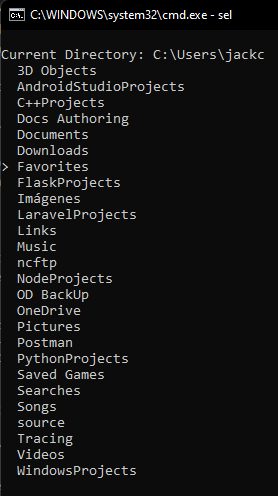 C:\WINDOWS\system32\cmd.exe - sel
Current Directory: C:\Users\jackc
3D Objects
AndroidStudioProjects
C++Projects
Docs Authoring
Documents
Downloads
> Favorites
FlaskProjects
Imágenes
LaravelProjects
Links
Music
ncftp
NodeProjects
OD BackUp
OneDrive
Pictures
Postman
PythonProjects
Saved Games
Searches
Songs
source
Tracing
Videos
WindowsProjects